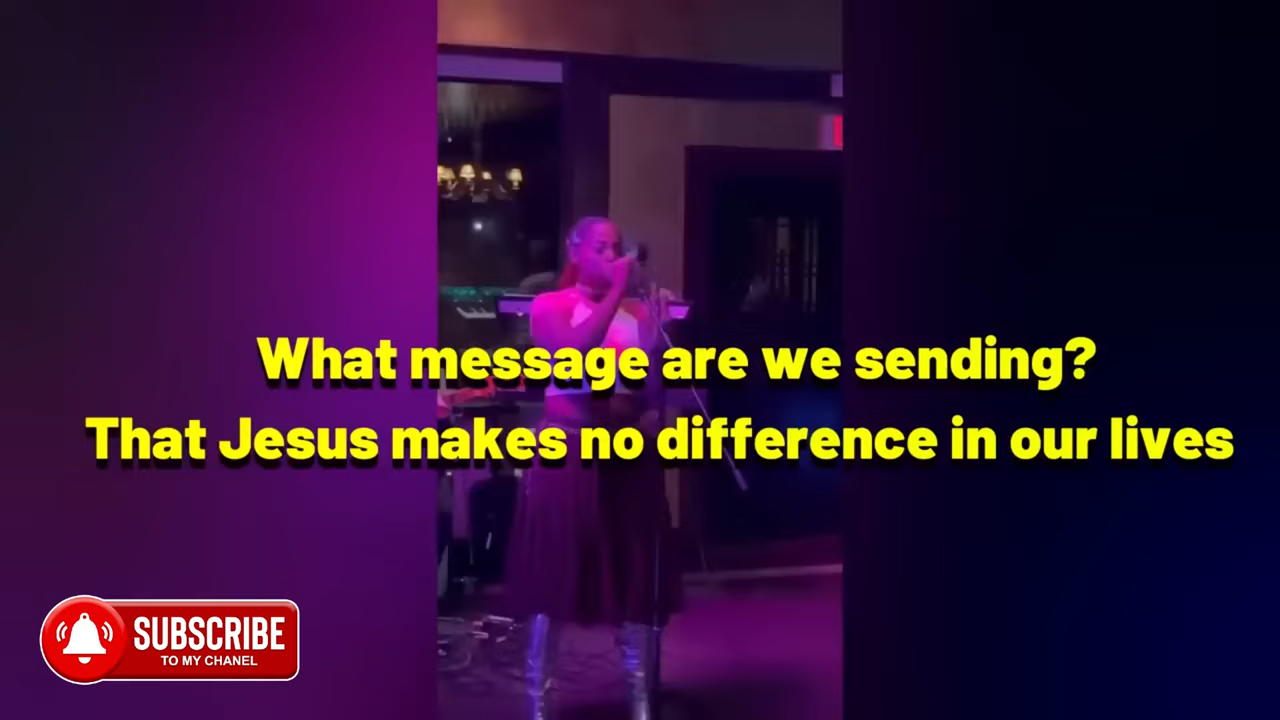 What message are we sending?
That Jesus makes no difference in our lives
SUBSCRIBE
TO MY CHANEL